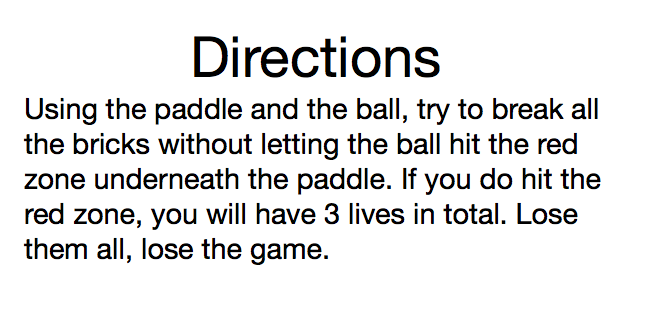 Directions
Using the paddle and the ball, try to break all
the bricks without letting the ball hit the red
zone underneath the paddle. If you do hit the
red zone, you will have 3 lives in total. Lose
them all, lose the game.